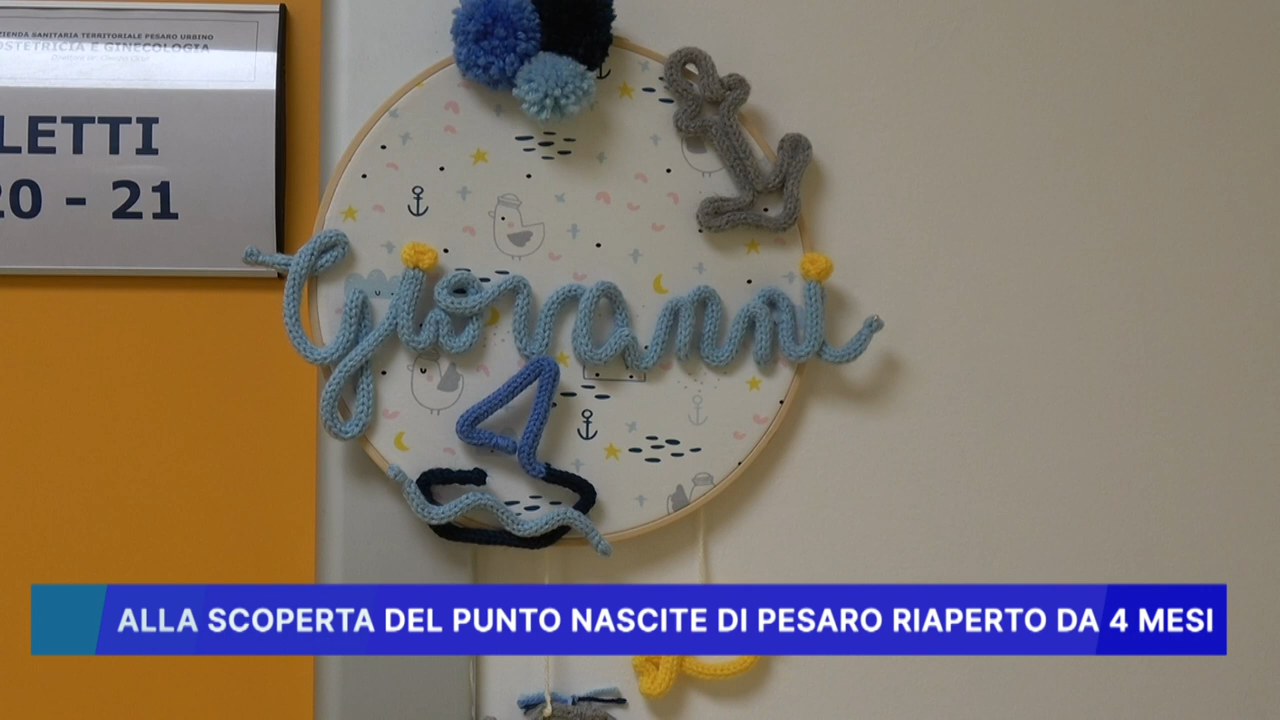 ZIENDA SANITARIA TERRITORIALE PESARO URBINO
OSTETRICIA E GINECOLOGIA
LETTI
20 - 21
Giovanni
ALLA SCOPERTA DEL PUNTO NASCITE DI PESARO RIAPERTO DA 4 MESI